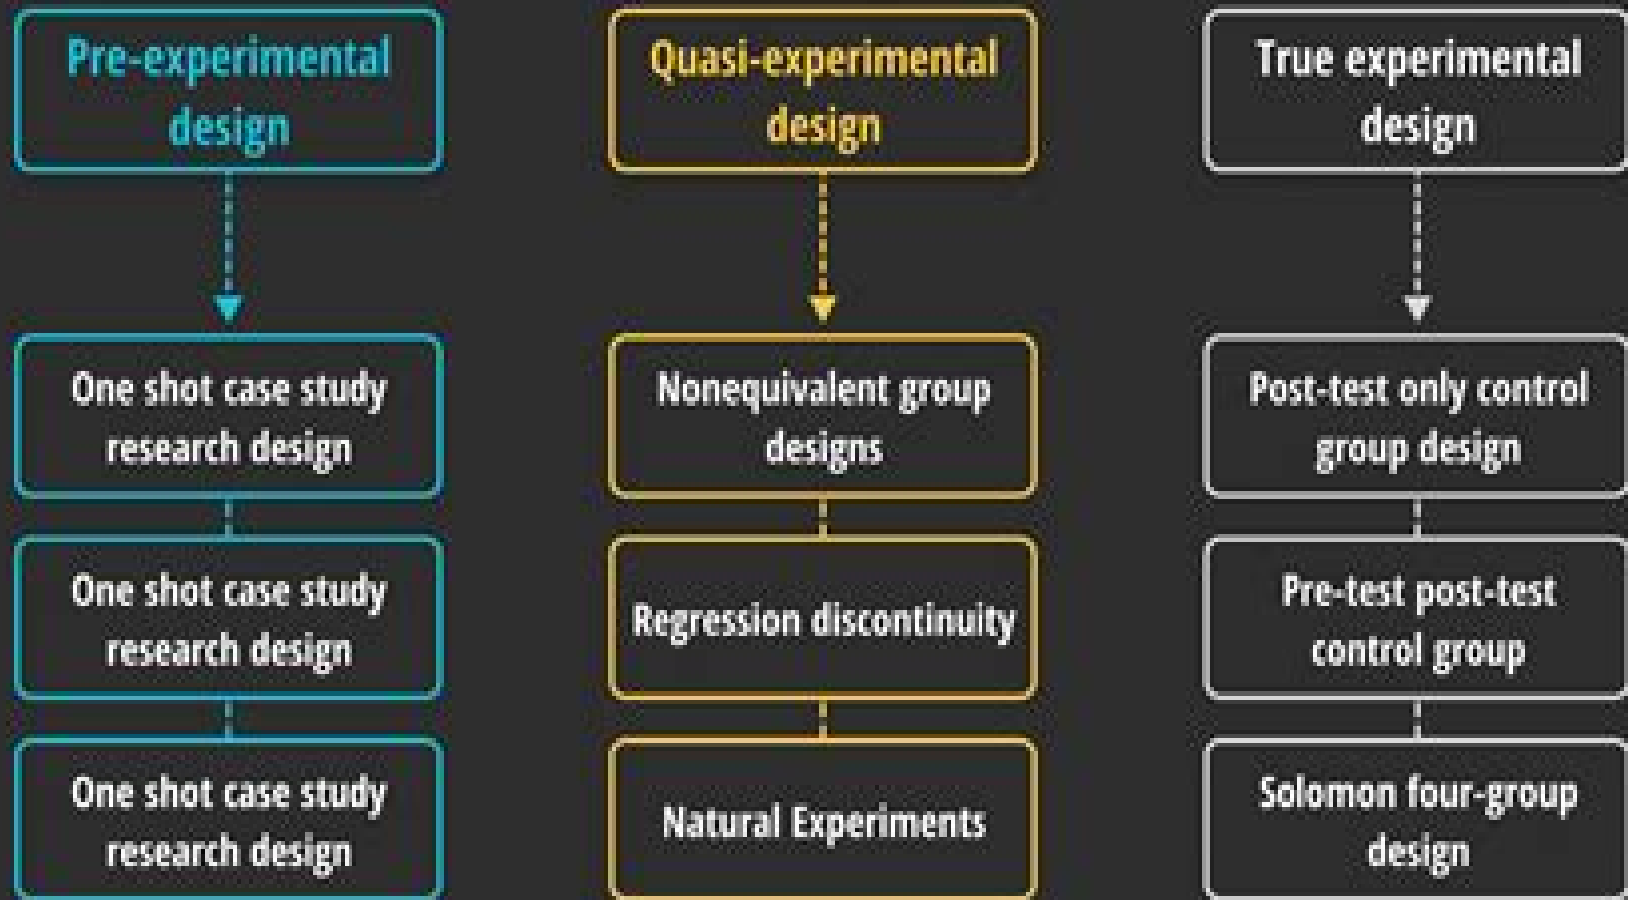 Pre-experimental
design
One shot case study
research design
One shot case study
research design
One shot case study
research design
Quasi-experimental
design
Nonequivalent group
designs
Regression discontinuity
Natural Experiments
True experimental
design
Post-test only control
group design
Pre-test post-test
control group
Solomon four-group
design